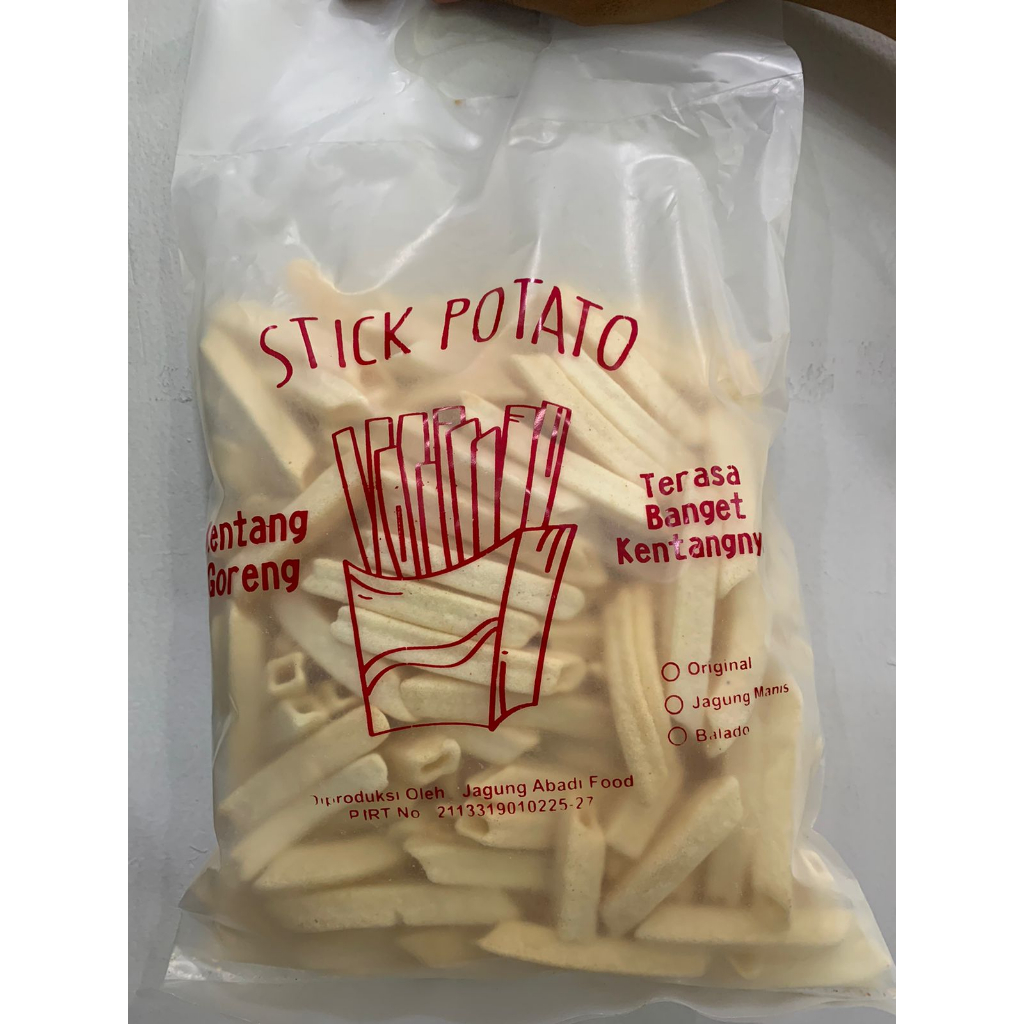 STICK POTATO
Kentang
Goreng
Terasa
Banget
Kentangny
Original
Jagung Manis
Balado
Diproduksi Oleh Jagung Abadi Food
P.IRT No 2113319010225-27